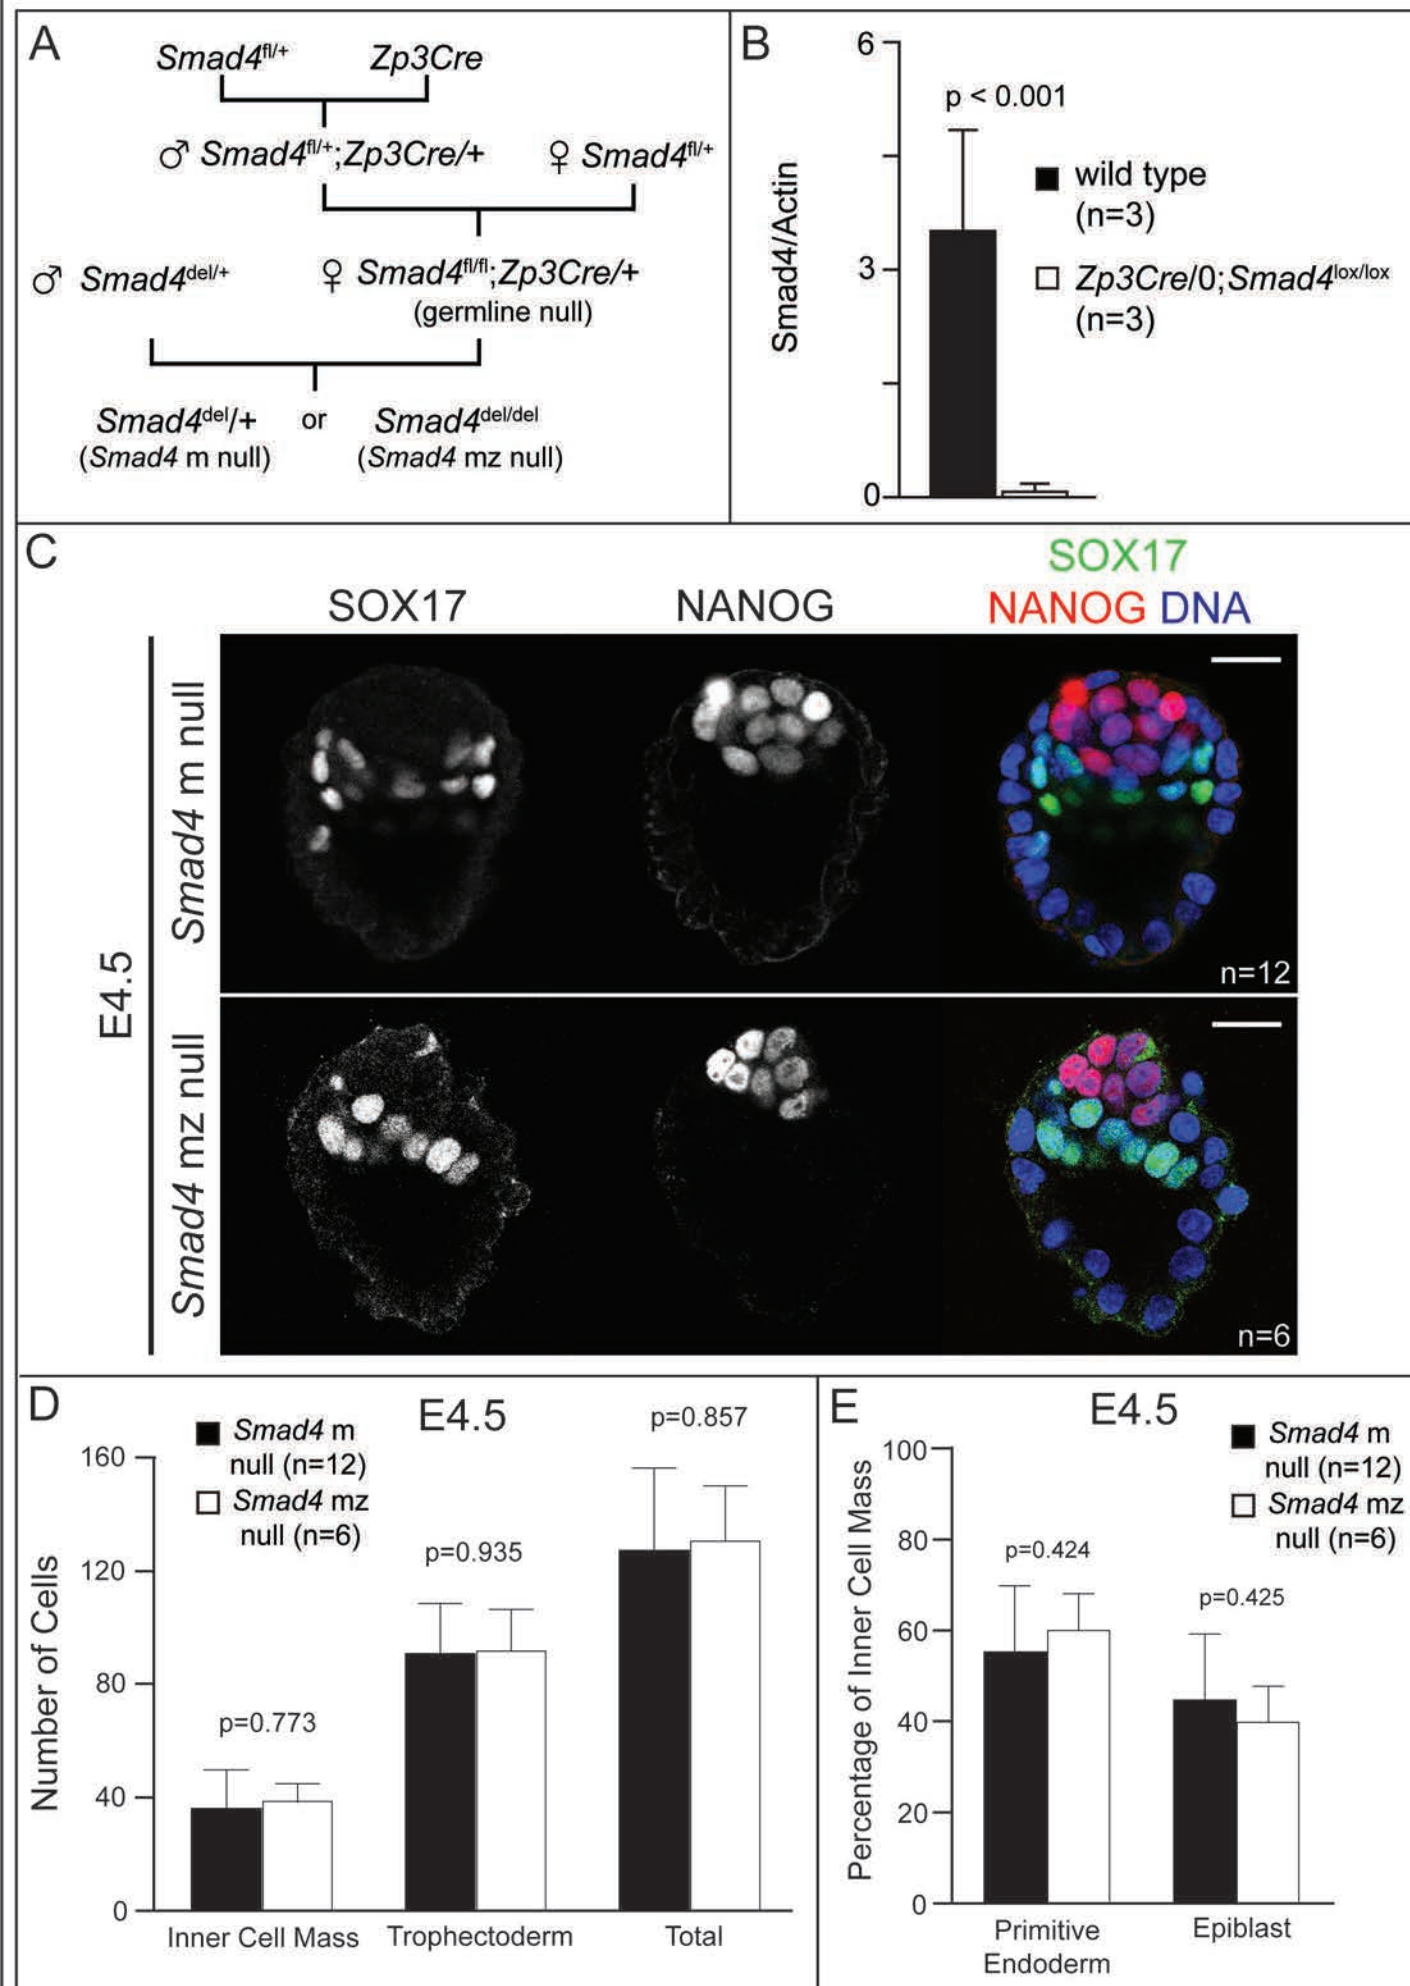 A
Smad4fl/+ Zp3Cre
♂ Smad4fl/+;Zp3Cre/+ ♀ Smad4fl/+
♂ Smad4del/+ ♀ Smad4fl/fl;Zp3Cre/+
(germline null)
Smad4del/+ or Smad4del/del
(Smad4 m null) (Smad4 mz null)
B
6
3
0
Smad4/Actin
p < 0.001
wild type
(n=3)
Zp3Cre/0;Smad4lox/lox
(n=3)
C
SOX17
NANOG
SOX17
NANOG DNA
E4.5
Smad4 m null
n=12
Smad4 mz null
n=6
D
E4.5
Smad4 m
null (n=12)
Smad4 mz
null (n=6)
Number of Cells
160
120
80
40
0
p=0.773
p=0.935
p=0.857
Inner Cell Mass
Trophectoderm
Total
E
E4.5
Smad4 m
null (n=12)
Smad4 mz
null (n=6)
Percentage of Inner Cell Mass
100
80
60
40
20
0
p=0.424
p=0.425
Primitive
Endoderm
Epiblast